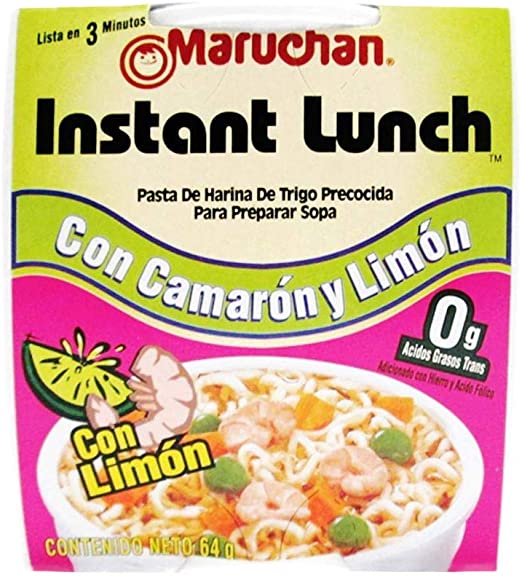 Lista en 3 Minutos
Maruchan®
Instant Lunch™
Pasta De Harina De Trigo Precocida
Para Preparar Sopa
Con Camarón y Limón
0g
Acidos Grasos Trans
Adicionado con Hierro y Acido Fólico
Con
Limón
CONTENIDO NETO 64 g